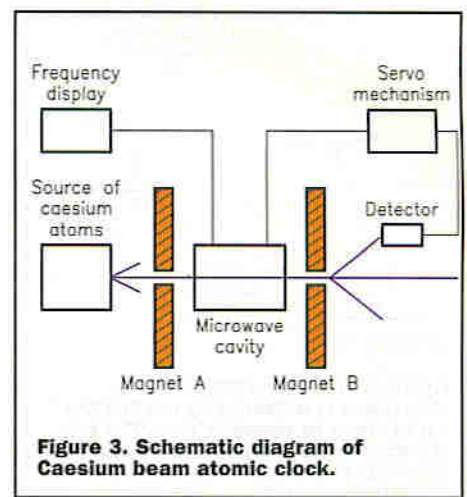 Frequency
display
Servo
mechanism
Source of
caesium
atoms
Detector
Microwave
cavity
Magnet A
Magnet B
Figure 3. Schematic diagram of
Caesium beam atomic clock.